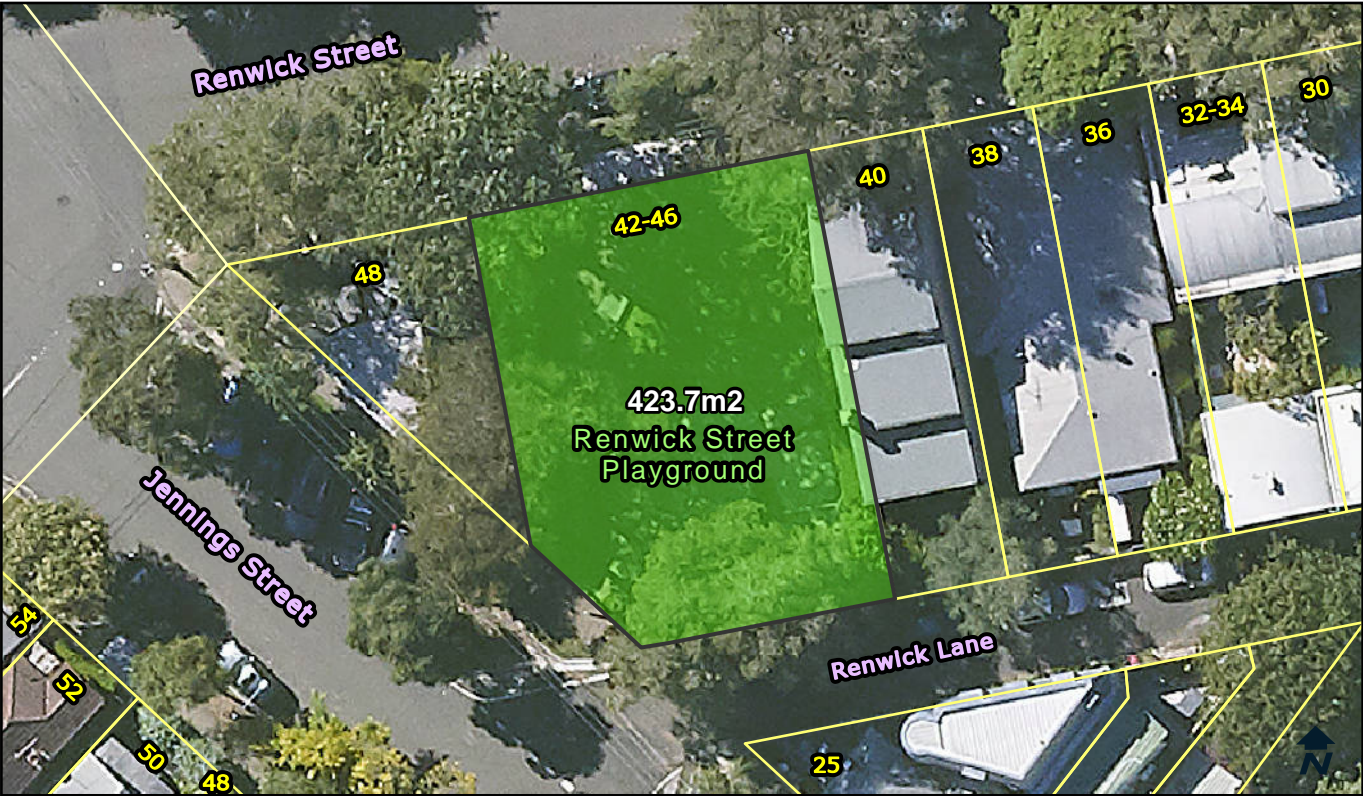 Renwick Street
30
32-34
36
38
40
42-46
48
423.7m2
Renwick Street
Playground
Jennings Street
Renwick Lane
54
52
50
48
25
N